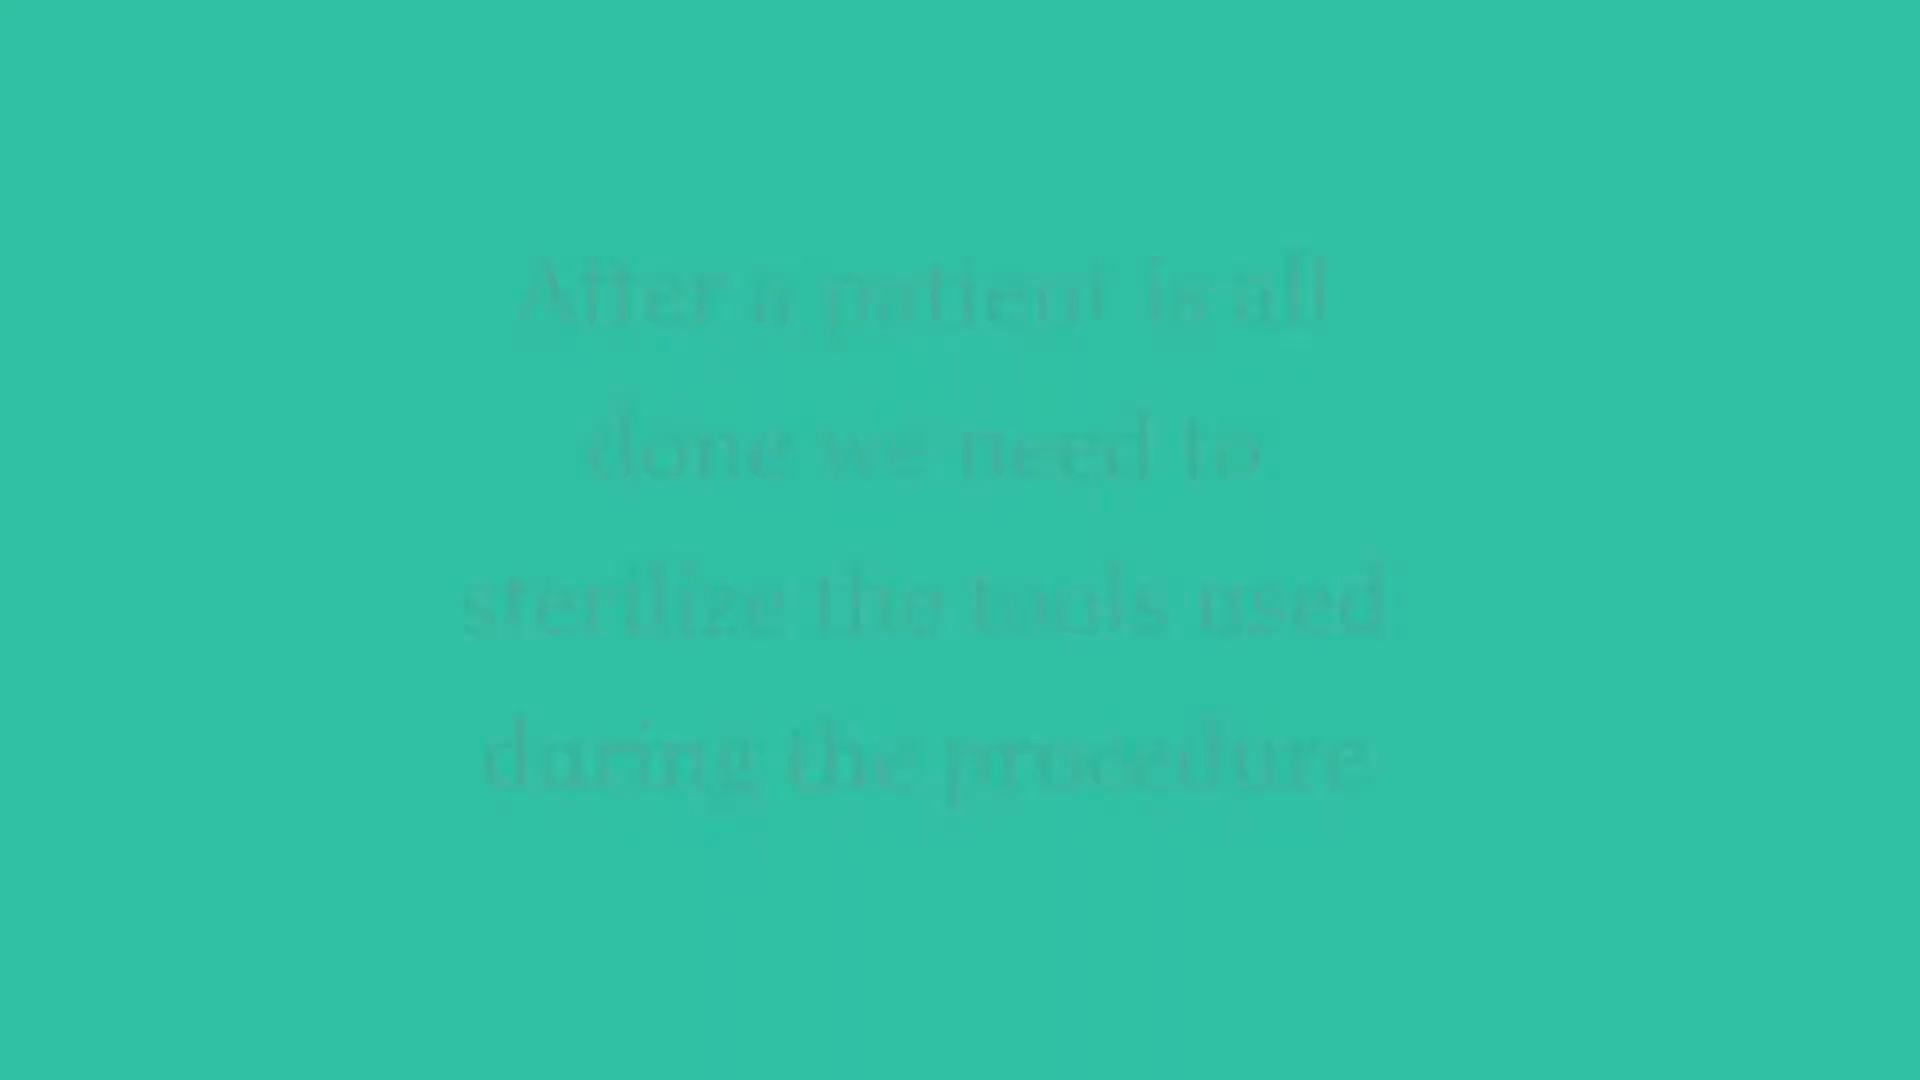 After a patient is all
done we need to
sterilize the tools used
during the procedure